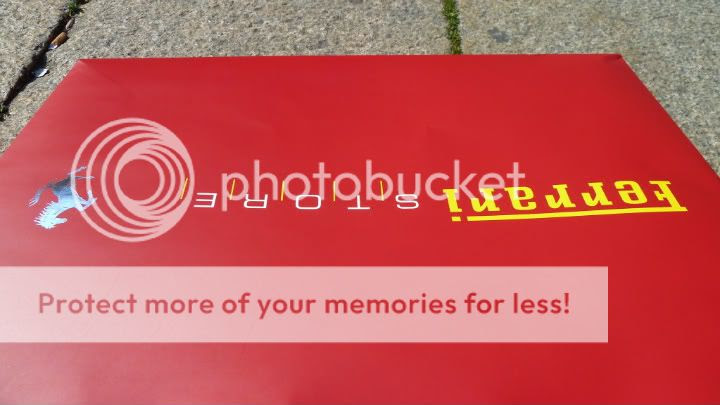 Ferrari STORE
photobucket
Protect more of your memories for less!